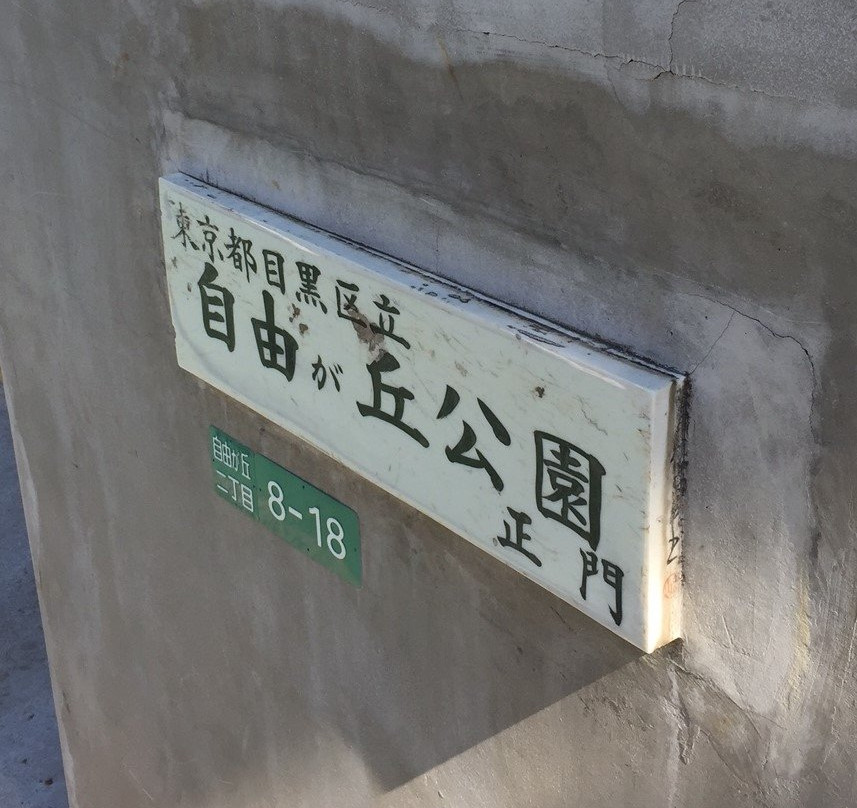 東京都目黒区立
自由が丘公園
正門
自由が丘
二丁目
8-18